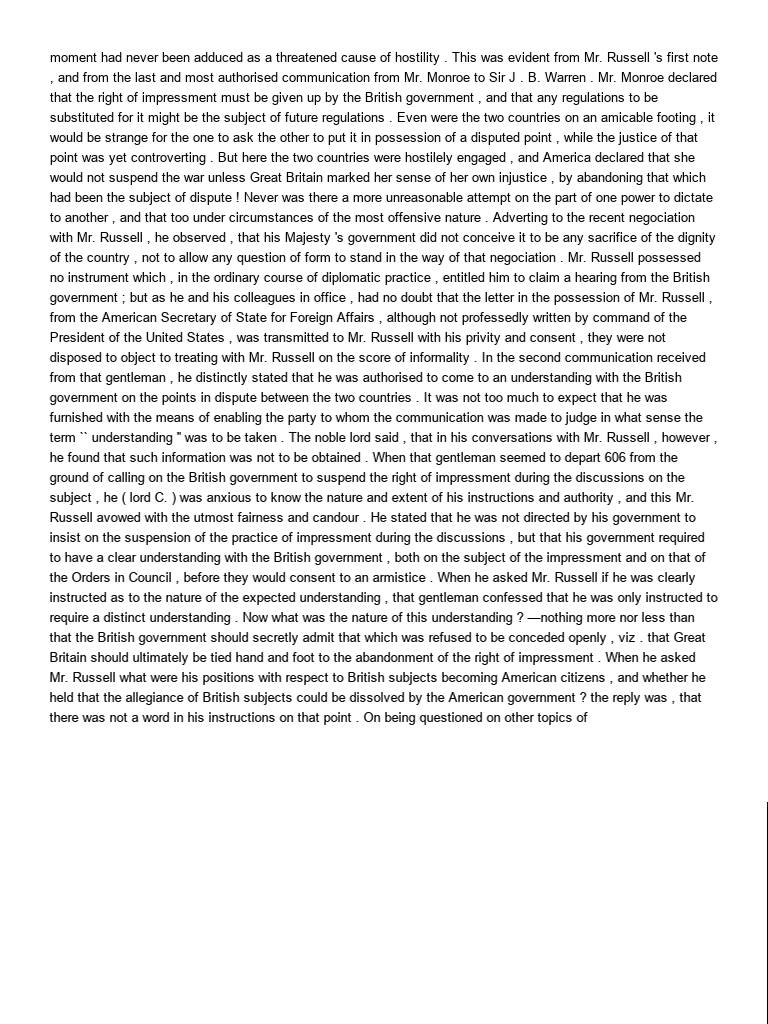 moment had never been adduced as a threatened cause of hostility . This was evident from Mr. Russell 's first note
, and from the last and most authorised communication from Mr. Monroe to Sir J . B. Warren . Mr. Monroe declared
that the right of impressment must be given up by the British government , and that any regulations to be
substituted for it might be the subject of future regulations . Even were the two countries on an amicable footing , it
would be strange for the one to ask the other to put it in possession of a disputed point , while the justice of that
point was yet controverting . But here the two countries were hostilely engaged , and America declared that she
would not suspend the war unless Great Britain marked her sense of her own injustice , by abandoning that which
had been the subject of dispute ! Never was there a more unreasonable attempt on the part of one power to dictate
to another , and that too under circumstances of the most offensive nature . Adverting to the recent negociation
with Mr. Russell , he observed , that his Majesty 's government did not conceive it to be any sacrifice of the dignity
of the country , not to allow any question of form to stand in the way of that negociation . Mr. Russell possessed
no instrument which , in the ordinary course of diplomatic practice , entitled him to claim a hearing from the British
government ; but as he and his colleagues in office , had no doubt that the letter in the possession of Mr. Russell ,
from the American Secretary of State for Foreign Affairs , although not professedly written by command of the
President of the United States , was transmitted to Mr. Russell with his privity and consent , they were not
disposed to object to treating with Mr. Russell on the score of informality . In the second communication received
from that gentleman , he distinctly stated that he was authorised to come to an understanding with the British
government on the points in dispute between the two countries . It was not too much to expect that he was
furnished with the means of enabling the party to whom the communication was made to judge in what sense the
term `` understanding " was to be taken . The noble lord said , that in his conversations with Mr. Russell , however ,
he found that such information was not to be obtained . When that gentleman seemed to depart 606 from the
ground of calling on the British government to suspend the right of impressment during the discussions on the
subject , he ( lord C. ) was anxious to know the nature and extent of his instructions and authority , and this Mr.
Russell avowed with the utmost fairness and candour . He stated that he was not directed by his government to
insist on the suspension of the practice of impressment during the discussions , but that his government required
to have a clear understanding with the British government , both on the subject of the impressment and on that of
the Orders in Council , before they would consent to an armistice . When he asked Mr. Russell if he was clearly
instructed as to the nature of the expected understanding , that gentleman confessed that he was only instructed to
require a distinct understanding . Now what was the nature of this understanding ? —nothing more nor less than
that the British government should secretly admit that which was refused to be conceded openly , viz . that Great
Britain should ultimately be tied hand and foot to the abandonment of the right of impressment . When he asked
Mr. Russell what were his positions with respect to British subjects becoming American citizens , and whether he
held that the allegiance of British subjects could be dissolved by the American government ? the reply was , that
there was not a word in his instructions on that point . On being questioned on other topics of